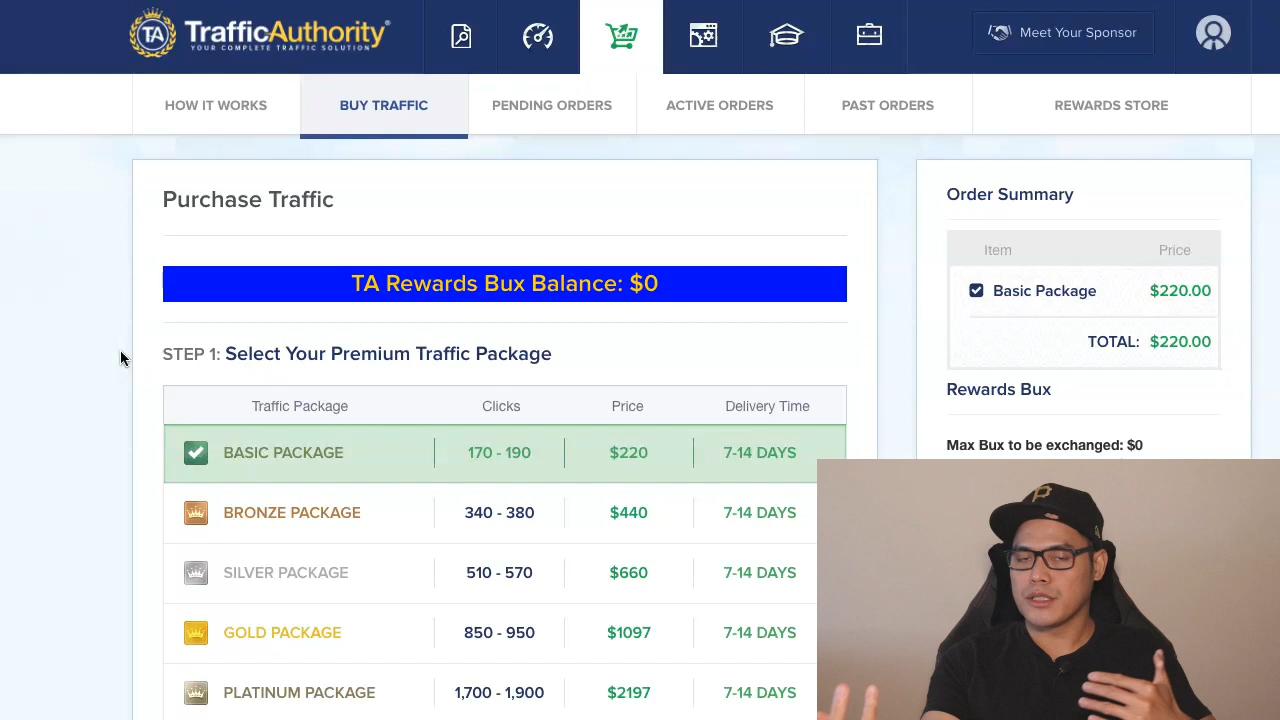 TA
TrafficAuthority®
YOUR COMPLETE TRAFFIC SOLUTION
Meet Your Sponsor
HOW IT WORKS
BUY TRAFFIC
PENDING ORDERS
ACTIVE ORDERS
PAST ORDERS
REWARDS STORE
Purchase Traffic
TA Rewards Bux Balance: $0
STEP 1: Select Your Premium Traffic Package
Traffic Package Clicks Price Delivery Time
BASIC PACKAGE 170 - 190 $220 7-14 DAYS
BRONZE PACKAGE 340 - 380 $440 7-14 DAYS
SILVER PACKAGE 510 - 570 $660 7-14 DAYS
GOLD PACKAGE 850 - 950 $1097 7-14 DAYS
PLATINUM PACKAGE 1,700 - 1,900 $2197 7-14 DAYS
Order Summary
Item Price
Basic Package $220.00
TOTAL: $220.00
Rewards Bux
Max Bux to be exchanged: $0
P